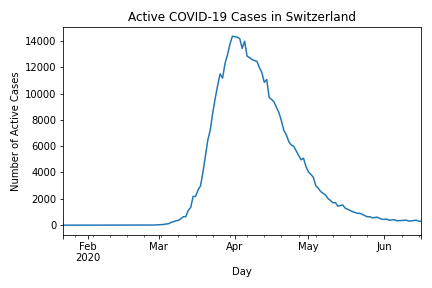 Active COVID-19 Cases in Switzerland
Number of Active Cases
14000
12000
10000
8000
6000
4000
2000
0
Feb Mar Apr May Jun
2020
Day